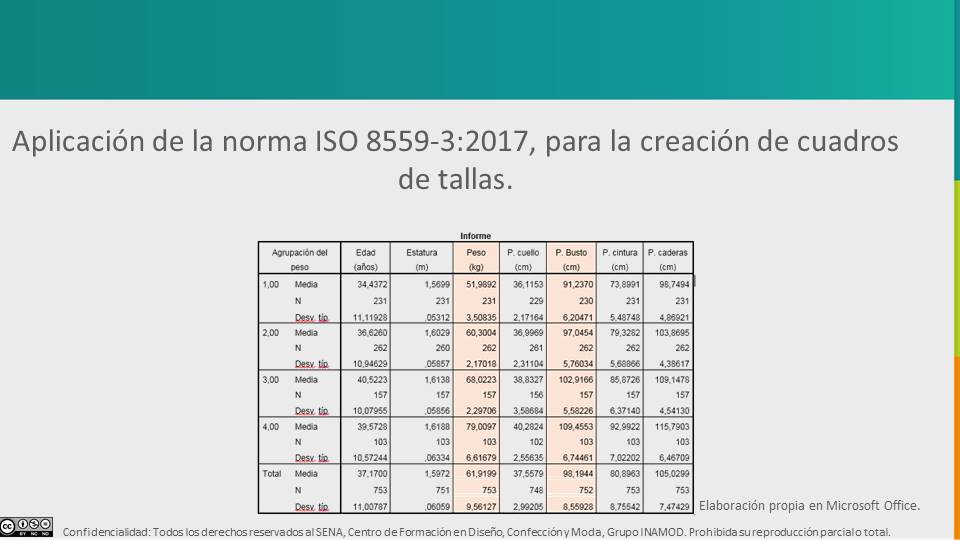 Aplicación de la norma ISO 8559-3:2017, para la creación de cuadros
de tallas.
Informe
Agrupación del peso Edad (años) Estatura (m) Peso (kg) P. cuello (cm) P. Busto (cm) P. cintura (cm) P. caderas (cm)
1,00 Media 34,4372 1,5699 51,9892 36,1153 91,2370 73,8991 98,7494
N 231 231 231 229 230 231 231
Desv. típ. 11,11928 ,05312 3,50835 2,17164 6,20471 5,48748 4,86921
2,00 Media 36,6260 1,6029 60,3004 36,9969 97,0454 79,3282 103,8695
N 262 260 262 261 262 262 262
Desv. típ. 10,94629 ,05857 2,17018 2,31104 5,76034 5,68866 4,38617
3,00 Media 40,5223 1,6138 68,0223 38,8327 102,9166 85,8726 109,1478
N 157 157 157 156 157 157 157
Desv. típ. 10,07955 ,05856 2,29706 3,58684 5,58226 6,37140 4,54130
4,00 Media 39,5728 1,6188 79,0097 40,2824 109,4553 92,9922 115,7903
N 103 103 103 102 103 103 103
Desv. típ. 10,57244 ,06334 6,61679 2,55635 6,74461 7,02202 6,46709
Total Media 37,1700 1,5972 61,9199 37,5579 98,1944 80,8963 105,0299
N 753 751 753 748 752 753 753
Desv. típ. 11,00787 ,06059 9,56127 2,99205 8,55928 8,75542 7,47429
Elaboración propia en Microsoft Office.
CC BY NC ND
Confidencialidad: Todos los derechos reservados al SENA, Centro de Formación en Diseño, Confección y Moda, Grupo INAMOD. Prohibida su reproducción parcial o total.